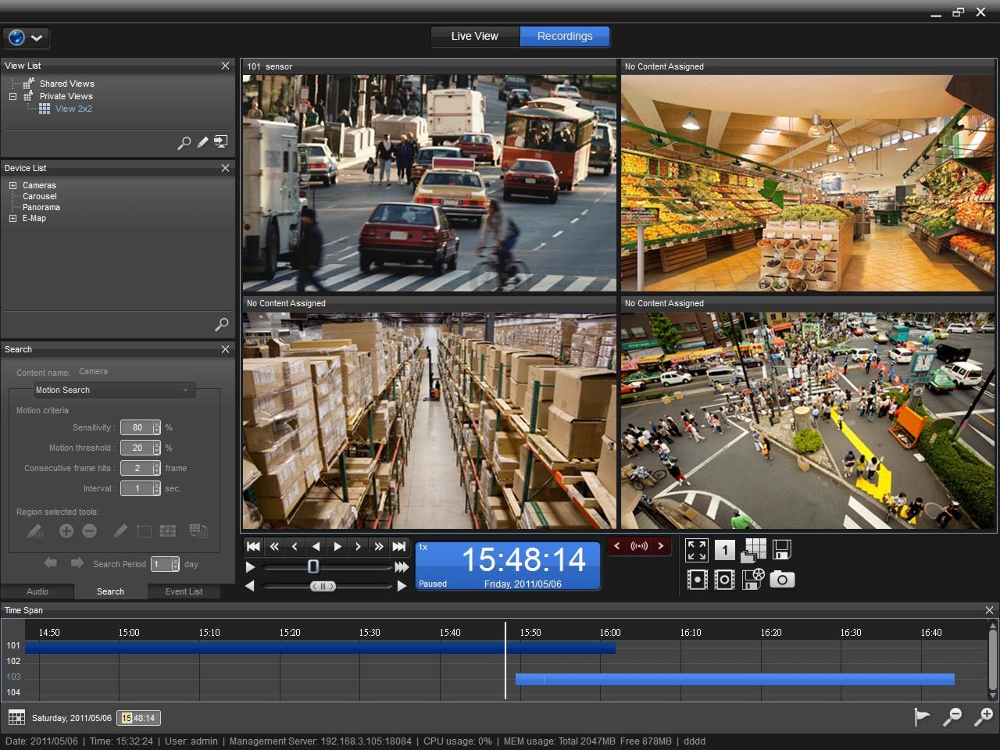 Live View Recordings
View List
Shared Views
Private Views
View 2x2
Device List
Cameras
Carousel
Panorama
E-Map
Search
Content name: Camera
Motion Search
Motion criteria
Sensitivity : 80 %
Motion threshold : 20 %
Consecutive frame hits : 2 frame
Interval : 1 sec.
Region selected tools:
Search Period 1 day
Audio Search Event List
101 sensor
No Content Assigned
No Content Assigned
No Content Assigned
1x
15:48:14
Paused
Friday, 2011/05/06
1
Time Span
14:50 15:00 15:10 15:20 15:30 15:40 15:50 16:00 16:10 16:20 16:30 16:40
101
102
103
104
Saturday, 2011/05/06 15:48:14
Date: 2011/05/06 | Time: 15:32:24 | User: admin | Management Server: 192.168.3.105:18084 | CPU usage: 0% | MEM usage: Total 2047MB Free 878MB | dddd